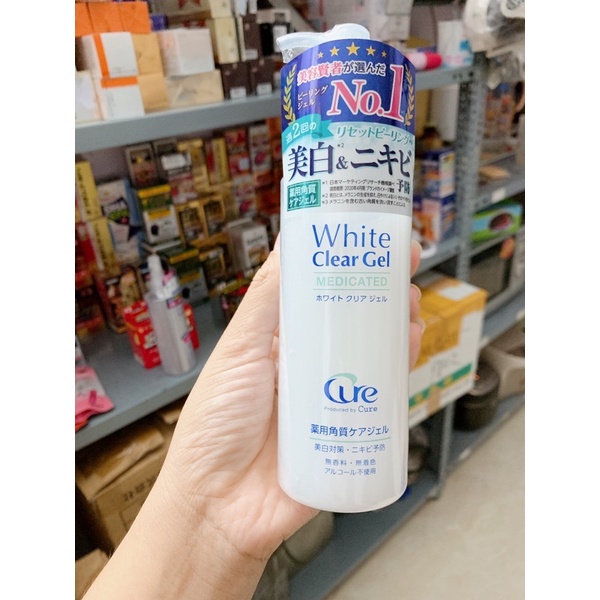 美容賢者が選んだ
ピーリング
ジェル
No.1
週2回の
リセットピーリング
美白&ニキビ
*2
予防
薬用角質
ケアジェル
White
Clear Gel
MEDICATED
ホワイト クリア ジェル
Cure
Produced by Cure
薬用角質ケアジェル
美白対策・ニキビ予防
無香料・無着色
アルコール不使用